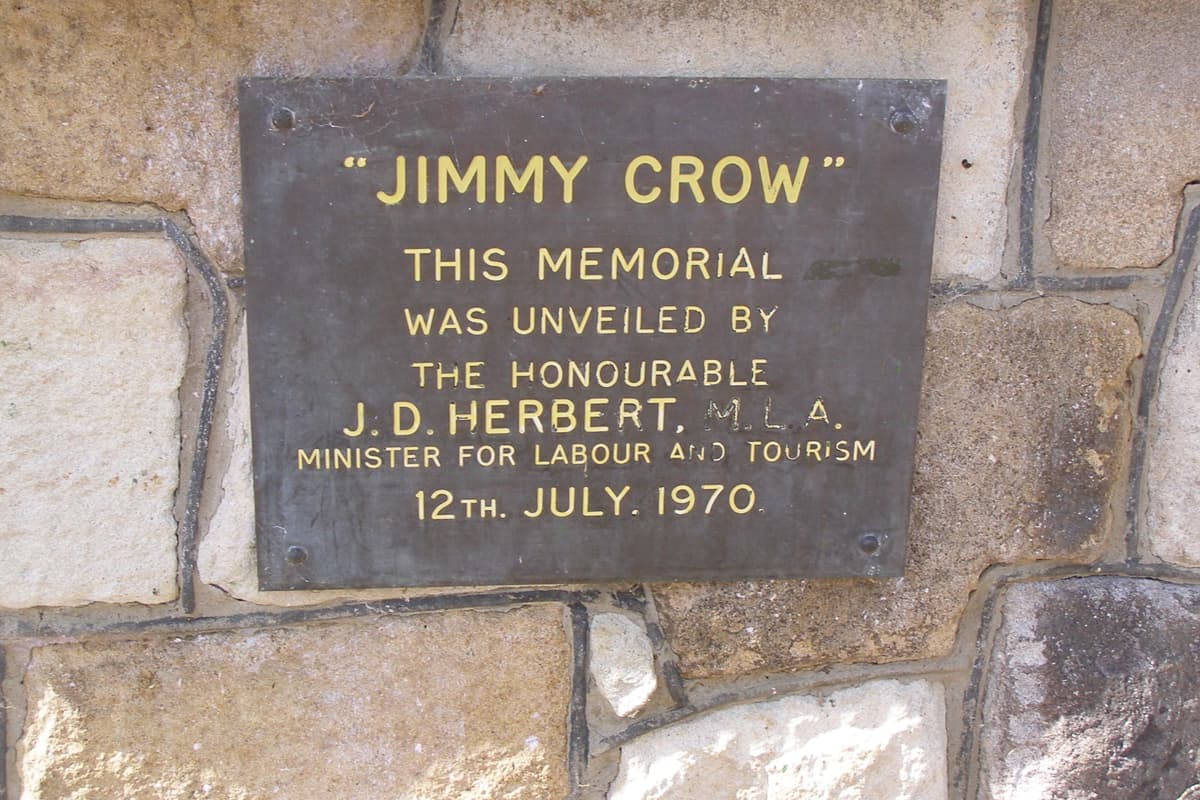 "JIMMY CROW"
THIS MEMORIAL
WAS UNVEILED BY
THE HONOURABLE
J. D. HERBERT, M.L.A.
MINISTER FOR LABOUR AND TOURISM
12TH. JULY. 1970.